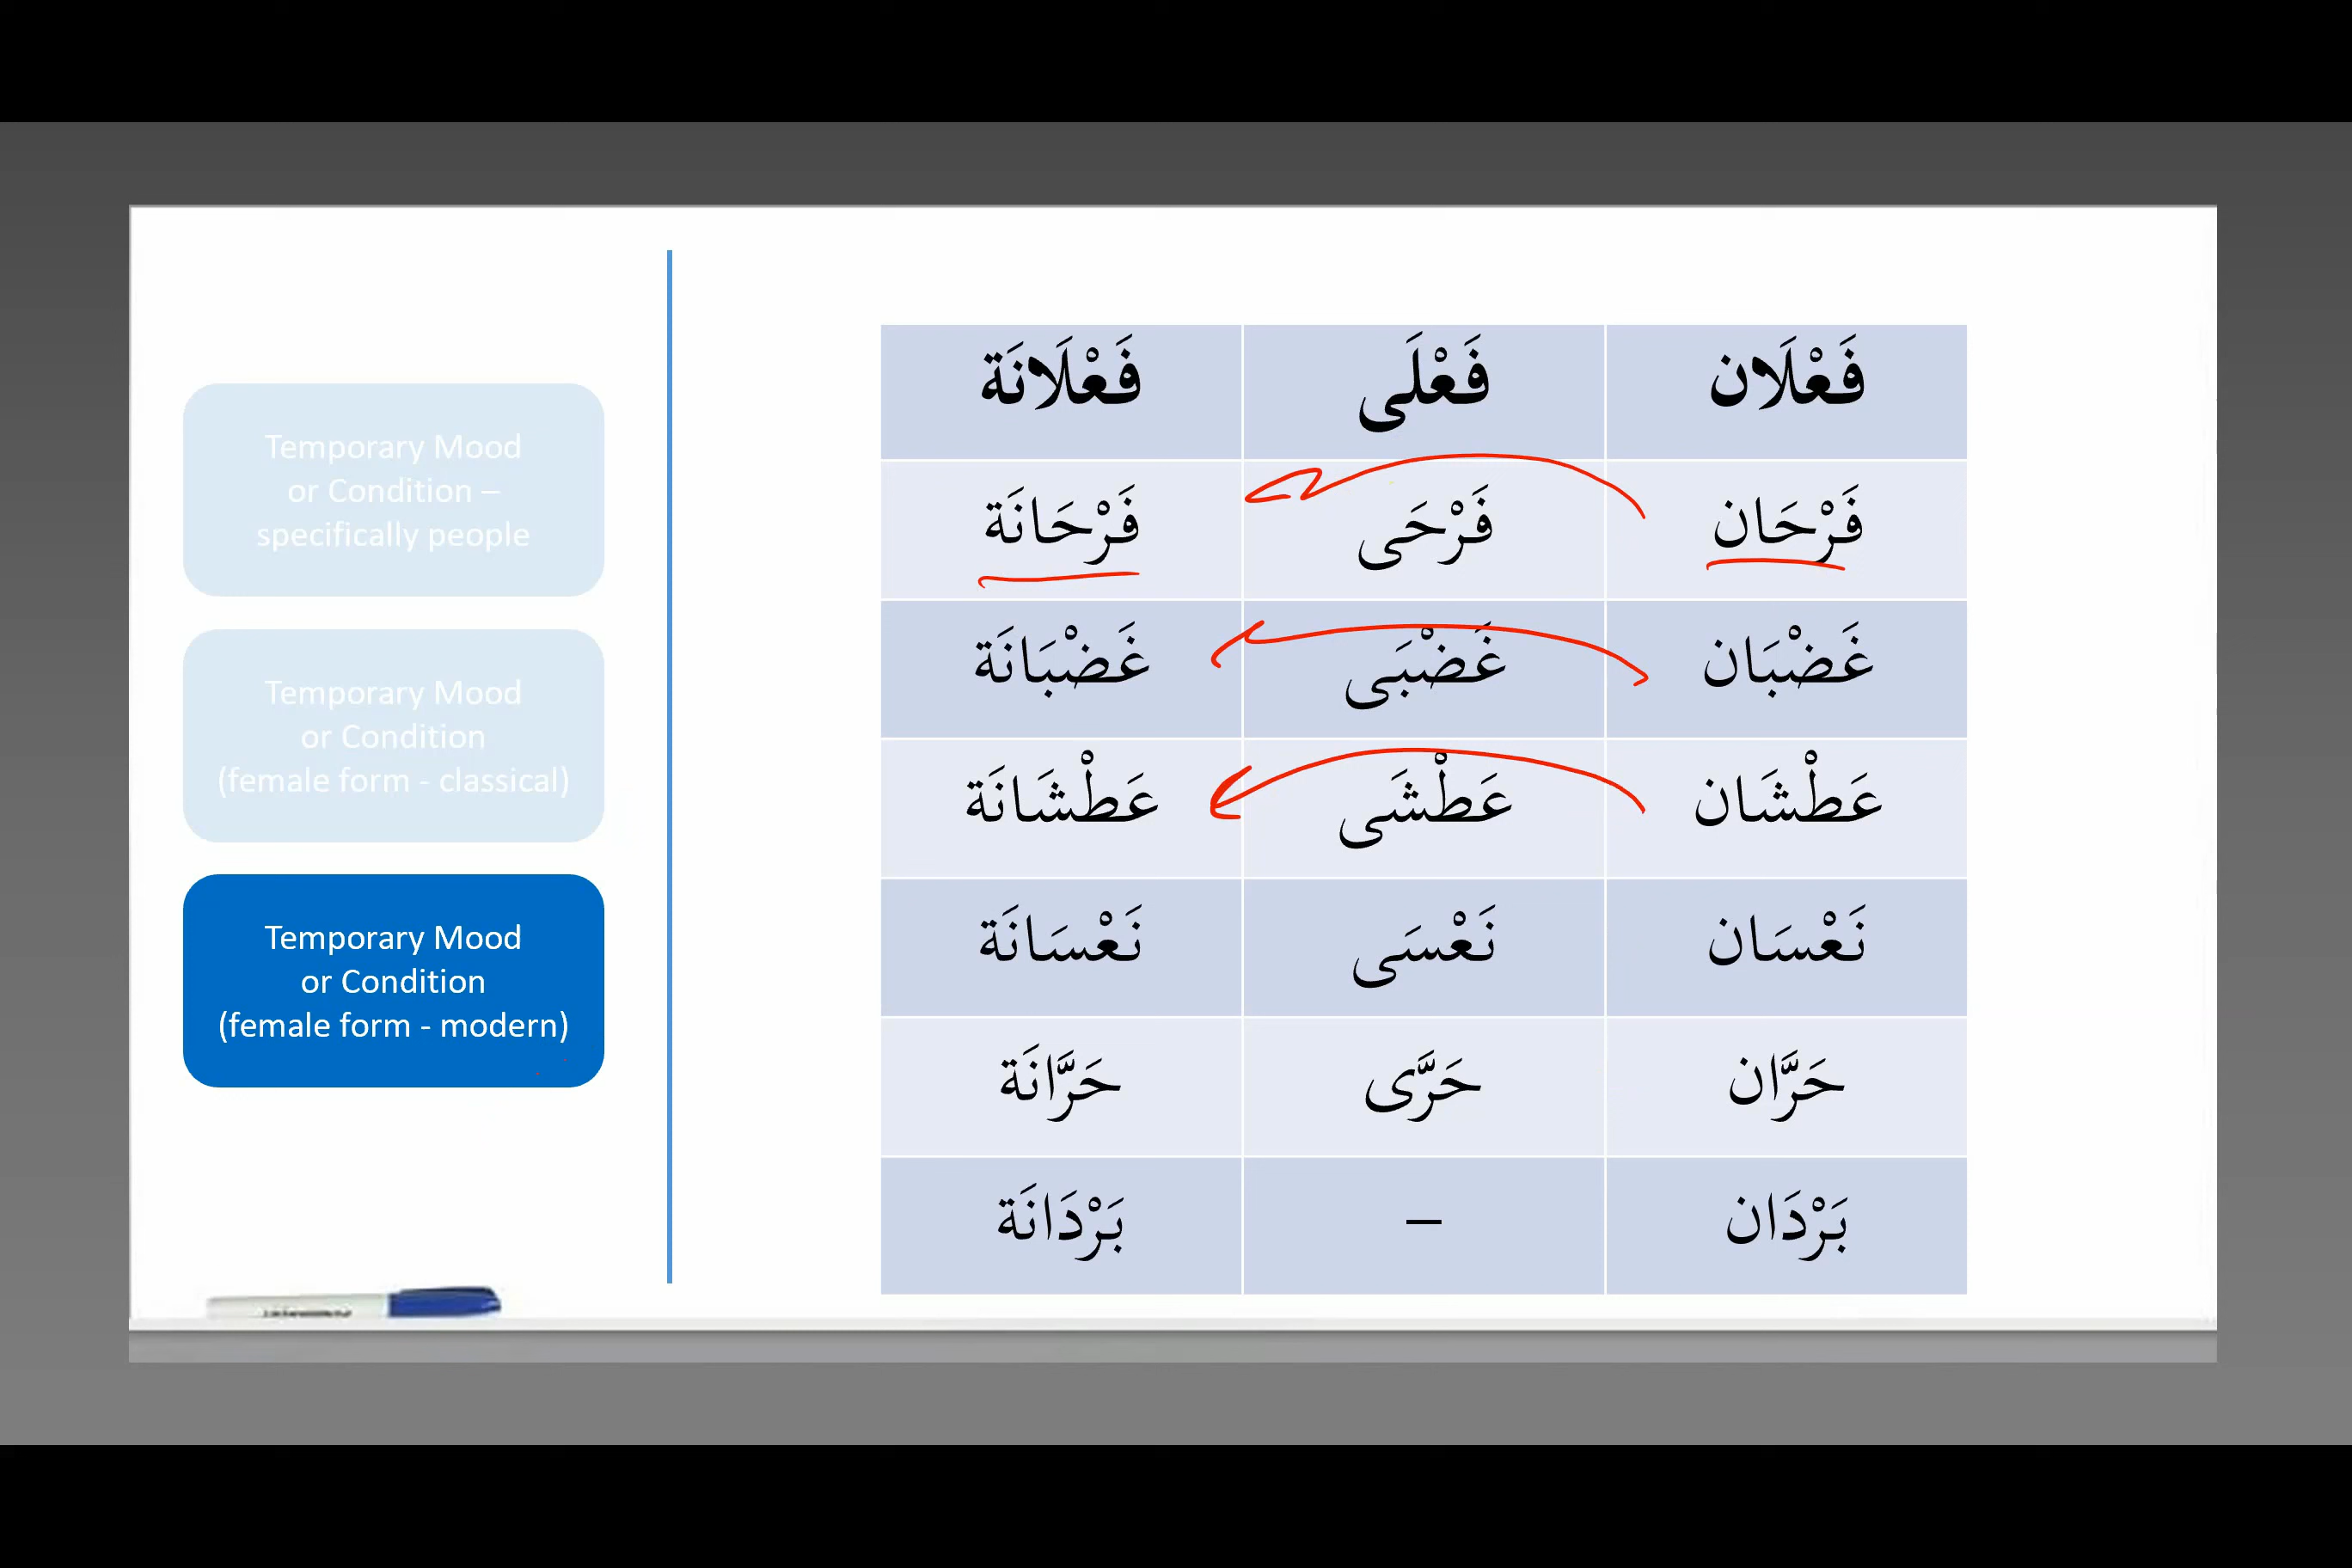 Temporary Mood
or Condition –
specifically people
Temporary Mood
or Condition
(female form - classical)
Temporary Mood
or Condition
(female form - modern)
فَعْلَان فَعْلَى فَعْلَانَة
فَرْحَان فَرْحَى فَرْحَانَة
غَضْبَان غَضْبَى غَضْبَانَة
عَطْشَان عَطْشَى عَطْشَانَة
نَعْسَان نَعْسَى نَعْسَانَة
حَرَّان حَرَّى حَرَّانَة
بَرْدَان – بَرْدَانَة